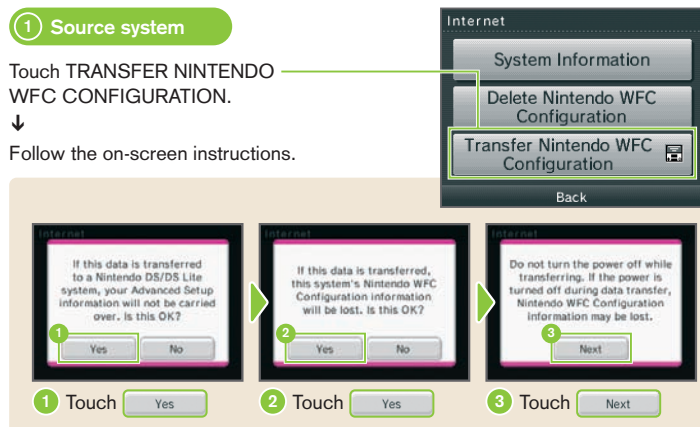 1 Source system
Touch TRANSFER NINTENDO
WFC CONFIGURATION.
↓
Follow the on-screen instructions.
Internet
System Information
Delete Nintendo WFC
Configuration
Transfer Nintendo WFC
Configuration
Back
Internet
If this data is transferred
to a Nintendo DS/DS Lite
system, your Advanced Setup
information will not be carried
over. Is this OK?
1
Yes No
1 Touch Yes
Internet
If this data is transferred,
this system's Nintendo WFC
Configuration information
will be lost. Is this OK?
2
Yes No
2 Touch Yes
Internet
Do not turn the power off while
transferring. If the power is
turned off during data transfer,
Nintendo WFC Configuration
information may be lost.
3
Next
3 Touch Next